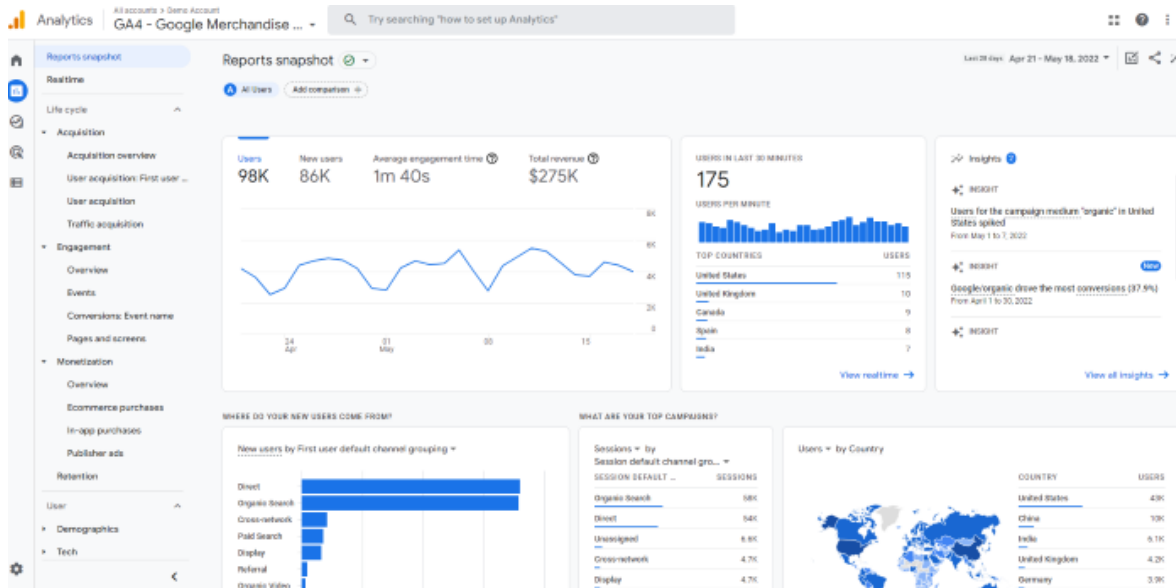 All accounts > Demo Account
Analytics
GA4 - Google Merchandise ...
Try searching "how to set up Analytics"
Reports snapshot
Realtime
Life cycle
Acquisition
Acquisition overview
User acquisition: First user ...
User acquisition
Traffic acquisition
Engagement
Overview
Events
Conversions: Event name
Pages and screens
Monetization
Overview
Ecommerce purchases
In-app purchases
Publisher ads
Retention
User
Demographics
Tech
Reports snapshot
Last 28 days Apr 21 - May 18, 2022
A All Users
Add comparison +
Users
98K
New users
86K
Average engagement time
1m 40s
Total revenue
$275K
8K
6K
4K
2K
0
24
Apr
01
May
15
USERS IN LAST 30 MINUTES
175
USERS PER MINUTE
TOP COUNTRIES USERS
United States 115
United Kingdom 10
Canada 9
Spain 8
India 7
View realtime
Insights
INSIGHT
Users for the campaign medium "organic" in United
States spiked
From May 1 to 7, 2022
INSIGHT
New
Google/organic drove the most conversions (37.9%)
From April 1 to 30, 2022
INSIGHT
View all insights
WHERE DO YOUR NEW USERS COME FROM?
New users by First user default channel grouping
Direct
Organic Search
Cross-network
Paid Search
Display
Referral
Organic Video
WHAT ARE YOUR TOP CAMPAIGNS?
Sessions by
Session default channel gro...
SESSION DEFAULT ... SESSIONS
Organic Search 58K
Direct 54K
Unassigned 6.6K
Cross-network 4.7K
Display 4.7K
Users by Country
COUNTRY USERS
United States 43K
China 10K
India 6.1K
United Kingdom 4.2K
Germany 3.9K